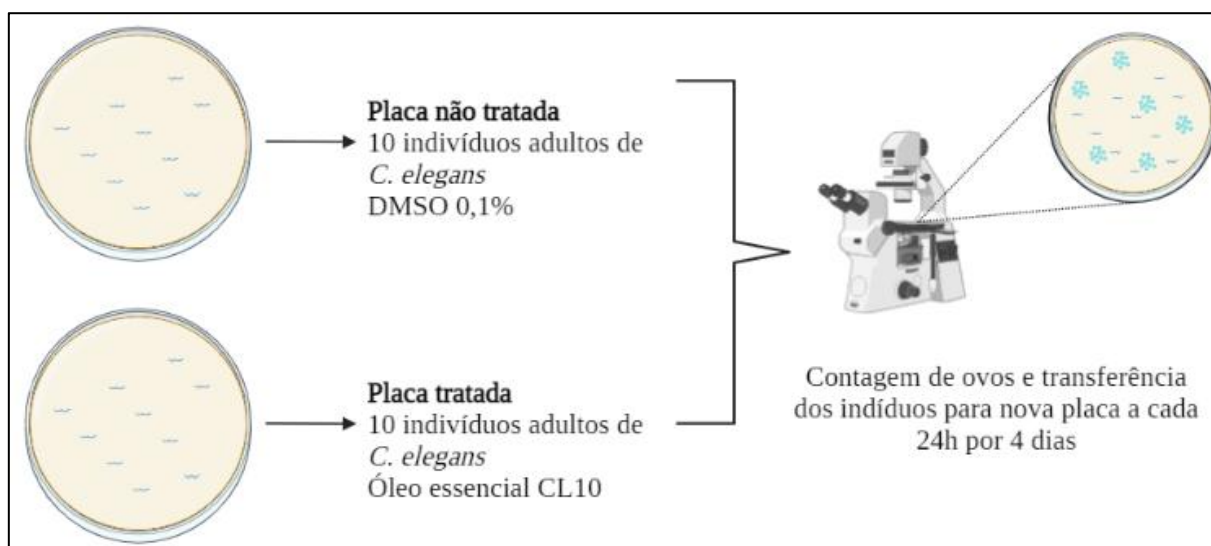 Placa não tratada
10 indivíduos adultos de
C. elegans
DMSO 0,1%
Placa tratada
10 indivíduos adultos de
C. elegans
Óleo essencial CL10
Contagem de ovos e transferência
dos indíduos para nova placa a cada
24h por 4 dias